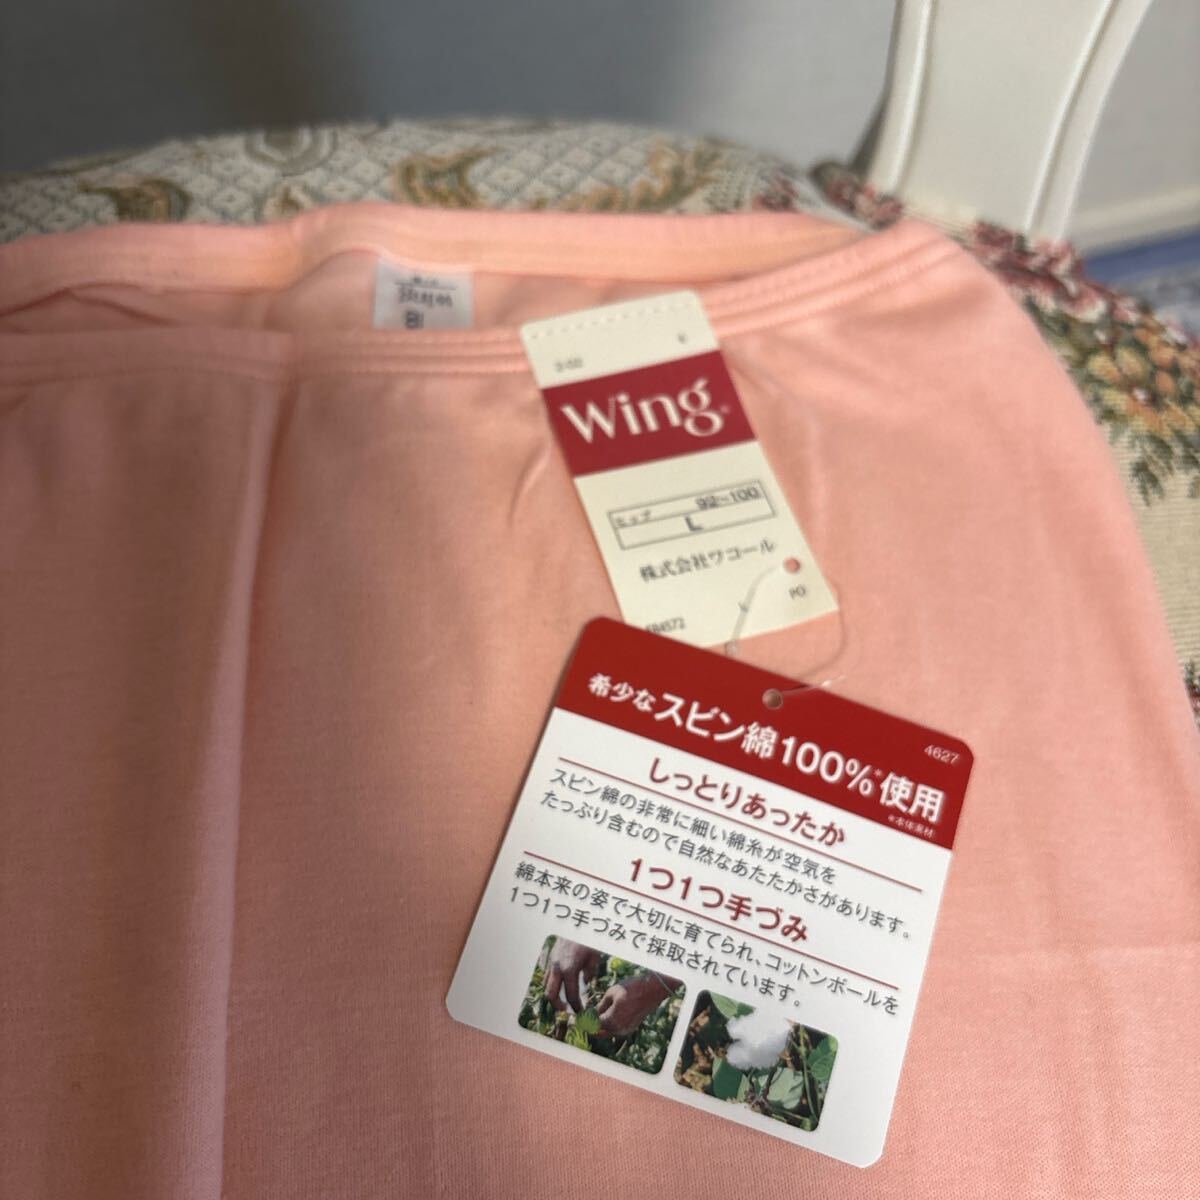 Wing
ヒップ 92~100
L
株式会社ワコール
PO
4627
希少なスビン綿100%*使用
*本体素材
しっとりあったか
スビン綿の非常に細い綿糸が空気を
たっぷり含むので自然なあたたかさがあります。
1つ1つ手づみ
綿本来の姿で大切に育てられ、コットンボールを
1つ1つ手づみで採取されています。